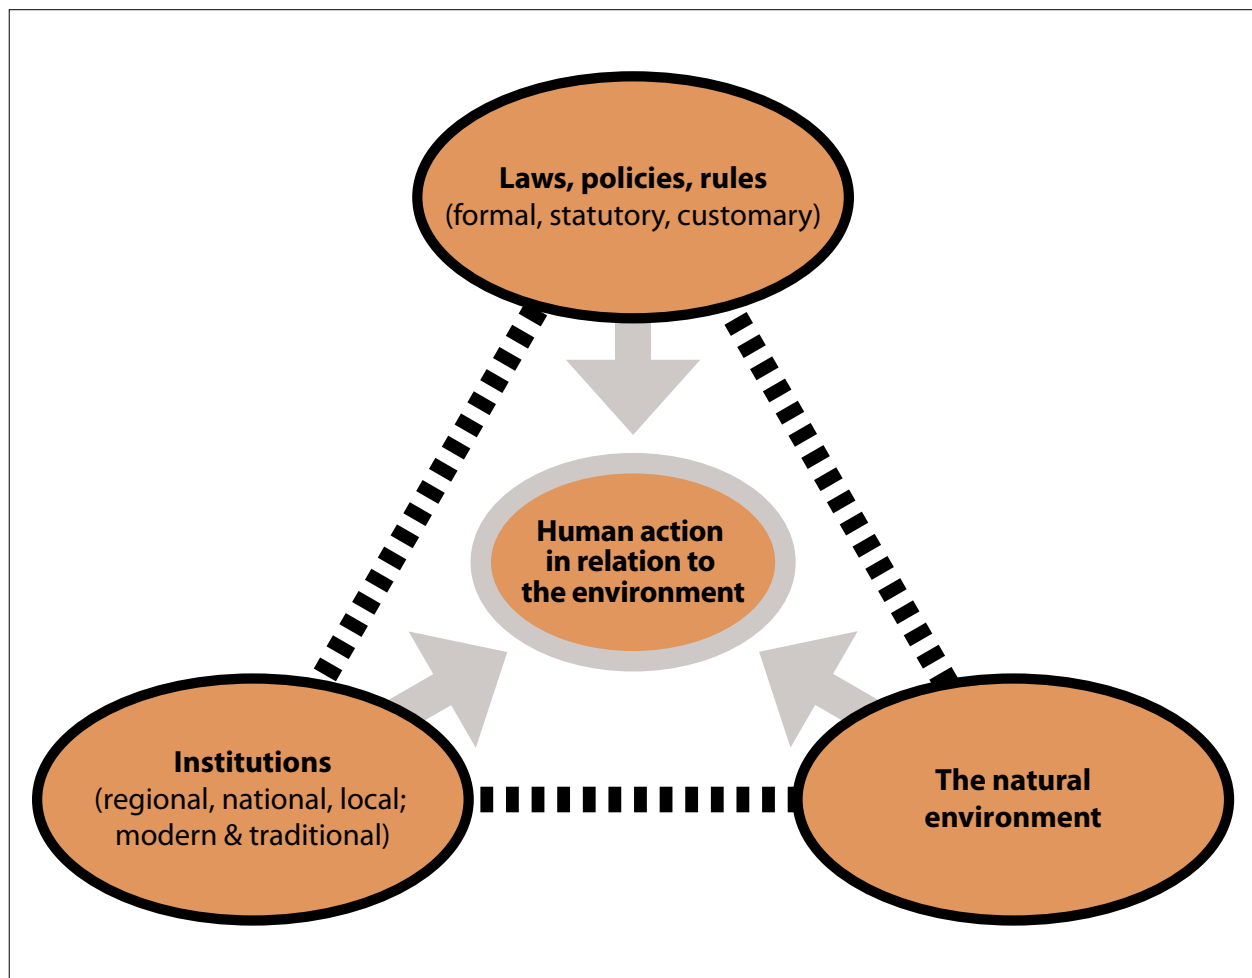 Laws, policies, rules
(formal, statutory, customary)
Human action
in relation to
the environment
Institutions
(regional, national, local;
modern & traditional)
The natural
environment